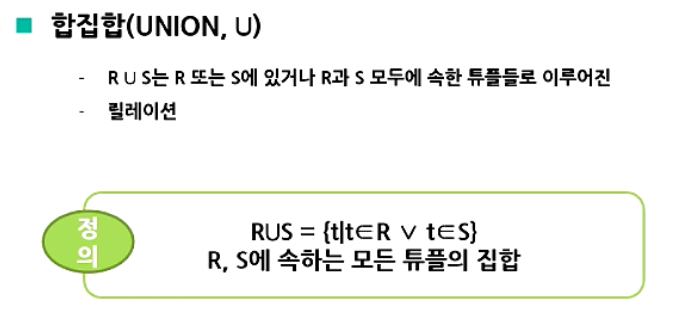 합집합(UNION, ∪)
- R ∪ S는 R 또는 S에 있거나 R과 S 모두에 속한 튜플들로 이루어진
- 릴레이션
정
의
R∪S = {t|t∈R ∨ t∈S}
R, S에 속하는 모든 튜플의 집합